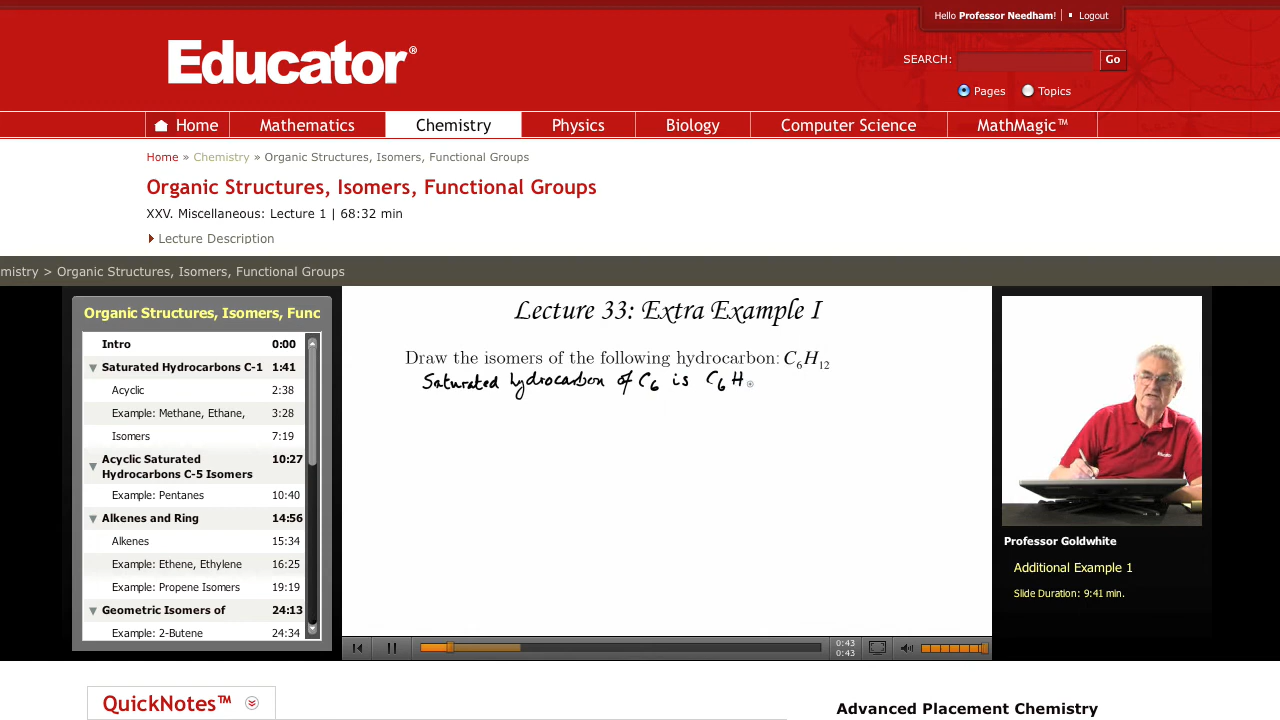 Hello Professor Needham! Logout
Educator®
SEARCH: Go
Pages Topics
Home Mathematics Chemistry Physics Biology Computer Science MathMagic™
Home » Chemistry » Organic Structures, Isomers, Functional Groups
Organic Structures, Isomers, Functional Groups
XXV. Miscellaneous: Lecture 1 | 68:32 min
Lecture Description
mistry > Organic Structures, Isomers, Functional Groups
Organic Structures, Isomers, Func
Intro 0:00
Saturated Hydrocarbons C-1 1:41
Acyclic 2:38
Example: Methane, Ethane, 3:28
Isomers 7:19
Acyclic Saturated 10:27
Hydrocarbons C-5 Isomers
Example: Pentanes 10:40
Alkenes and Ring 14:56
Alkenes 15:34
Example: Ethene, Ethylene 16:25
Example: Propene Isomers 19:19
Geometric Isomers of 24:13
Example: 2-Butene 24:34
Lecture 33: Extra Example I
Draw the isomers of the following hydrocarbon: C₆H₁₂
Saturated hydrocarbon of C₆ is C₆H
0:43
0:43
Educator
Professor Goldwhite
Additional Example 1
Slide Duration: 9:41 min.
QuickNotes™
Advanced Placement Chemistry